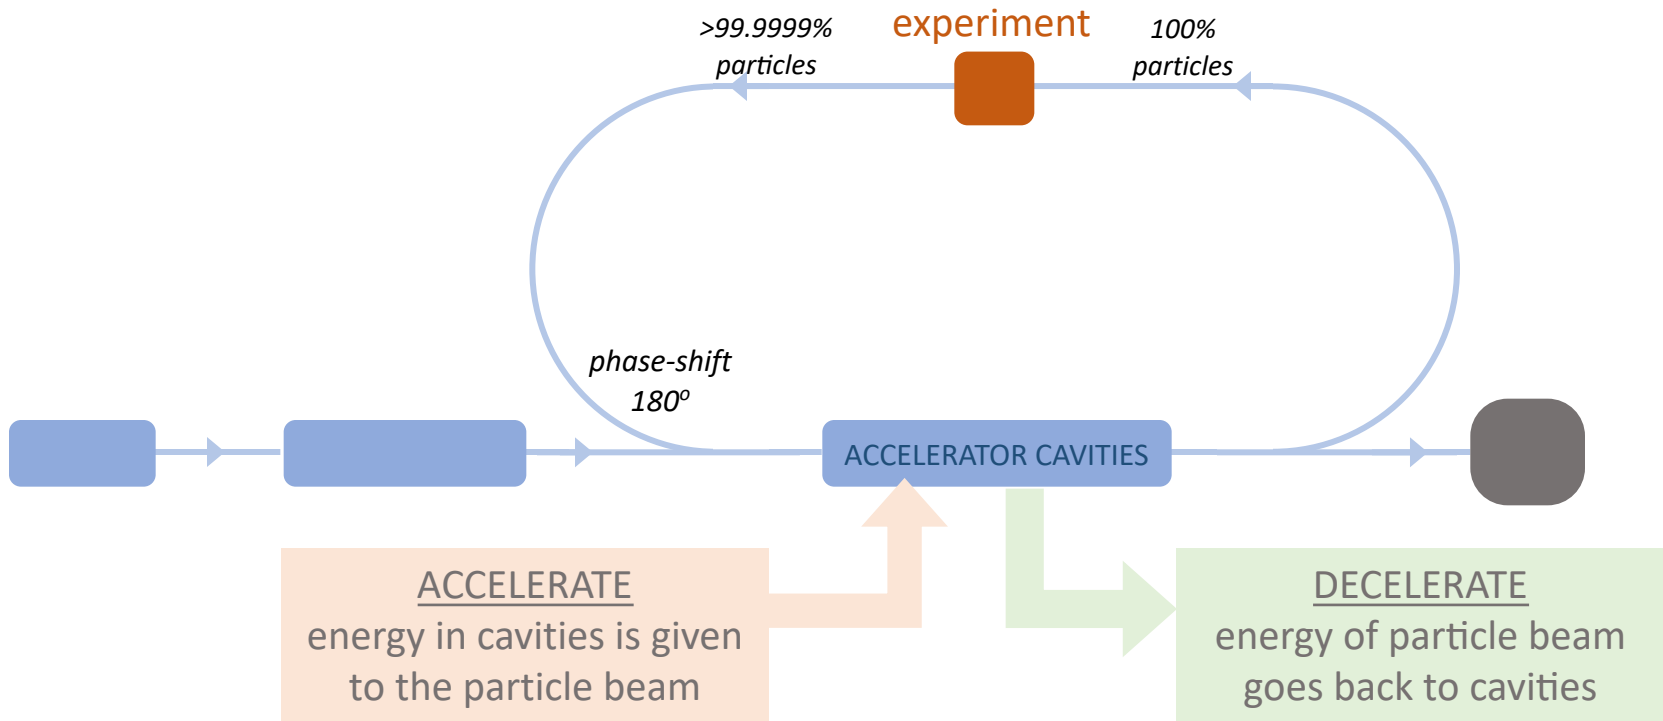 >99.9999%
particles
experiment
100%
particles
phase-shift
180º
ACCELERATOR CAVITIES
ACCELERATE
energy in cavities is given
to the particle beam
DECELERATE
energy of particle beam
goes back to cavities